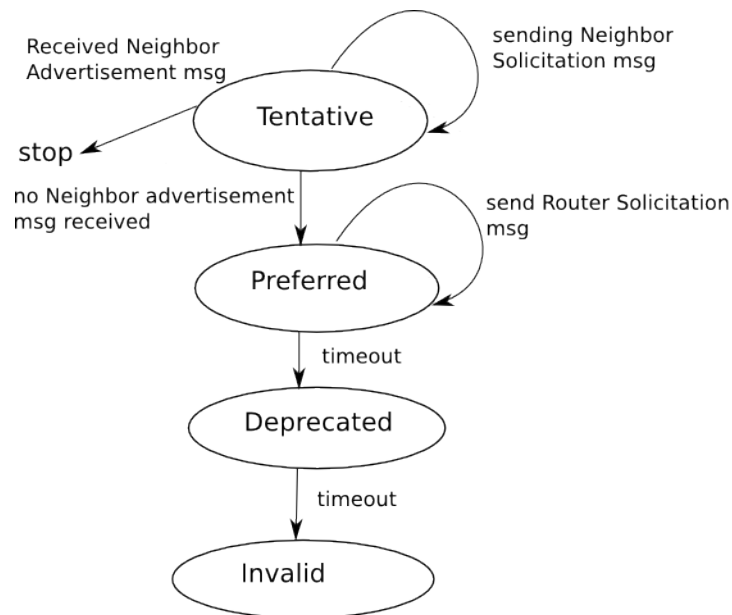 Received Neighbor
Advertisement msg
sending Neighbor
Solicitation msg
Tentative
stop
no Neighbor advertisement
msg received
send Router Solicitation
msg
Preferred
timeout
Deprecated
timeout
Invalid